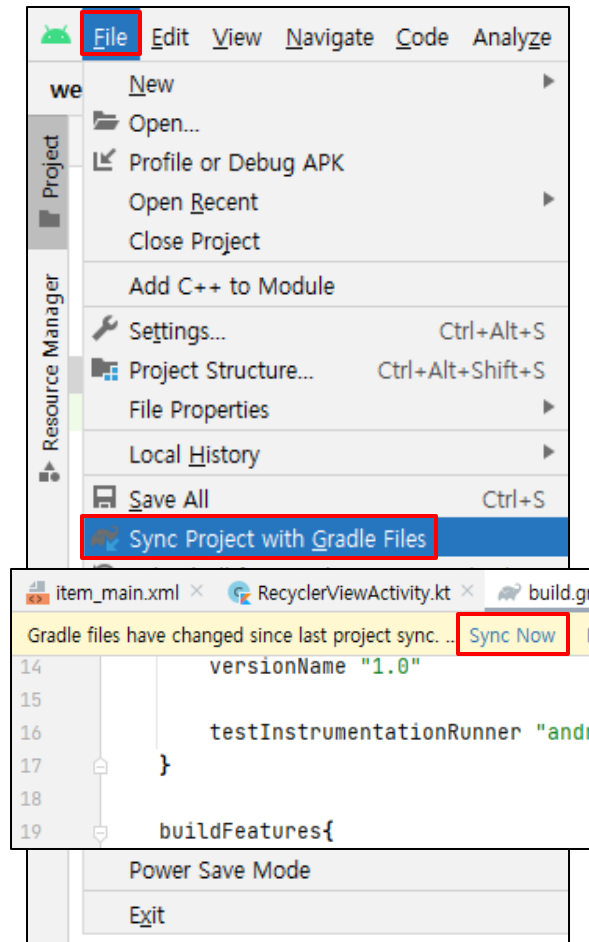 File Edit View Navigate Code Analyze
we
New
Project
Open...
Profile or Debug APK
Open Recent
Close Project
Add C++ to Module
Resource Manager
Settings... Ctrl+Alt+S
Project Structure... Ctrl+Alt+Shift+S
File Properties
Local History
Save All Ctrl+S
Sync Project with Gradle Files
item_main.xml × RecyclerViewActivity.kt × build.gr
Gradle files have changed since last project sync. .. Sync Now
14 versionName "1.0"
15
16 testInstrumentationRunner "andr
17 }
18
19 buildFeatures{
Power Save Mode
Exit